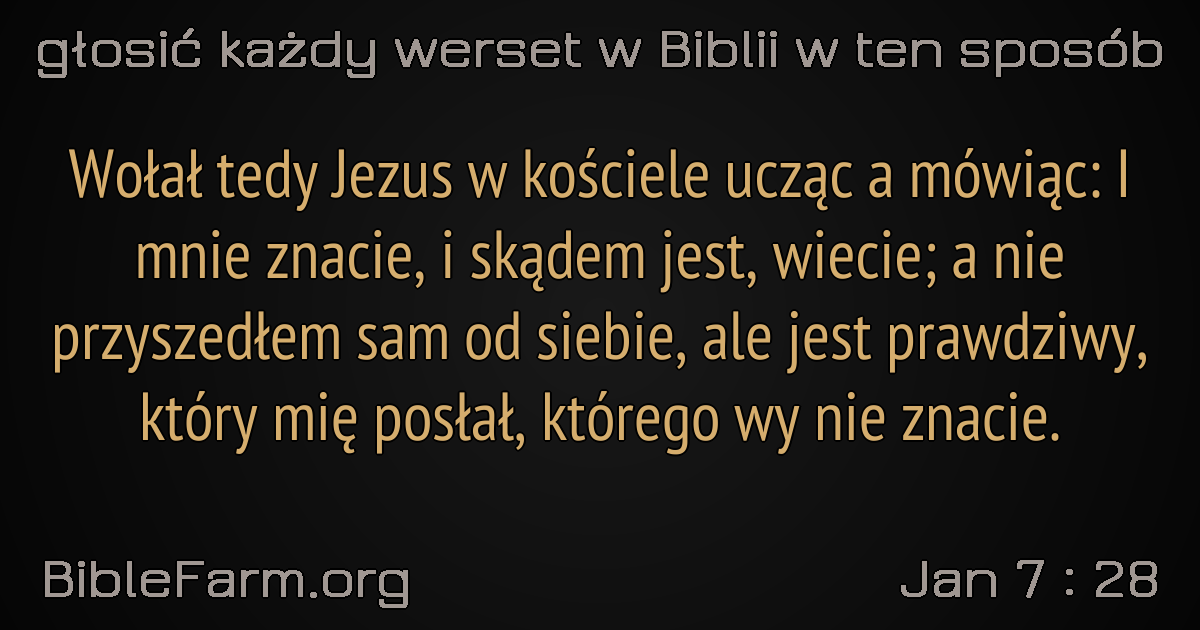 głosić każdy werset w Biblii w ten sposób
Wołał tedy Jezus w kościele ucząc a mówiąc: I
mnie znacie, i skądem jest, wiecie; a nie
przyszedłem sam od siebie, ale jest prawdziwy,
który mię posłał, którego wy nie znacie.
BibleFarm.org
Jan 7 : 28